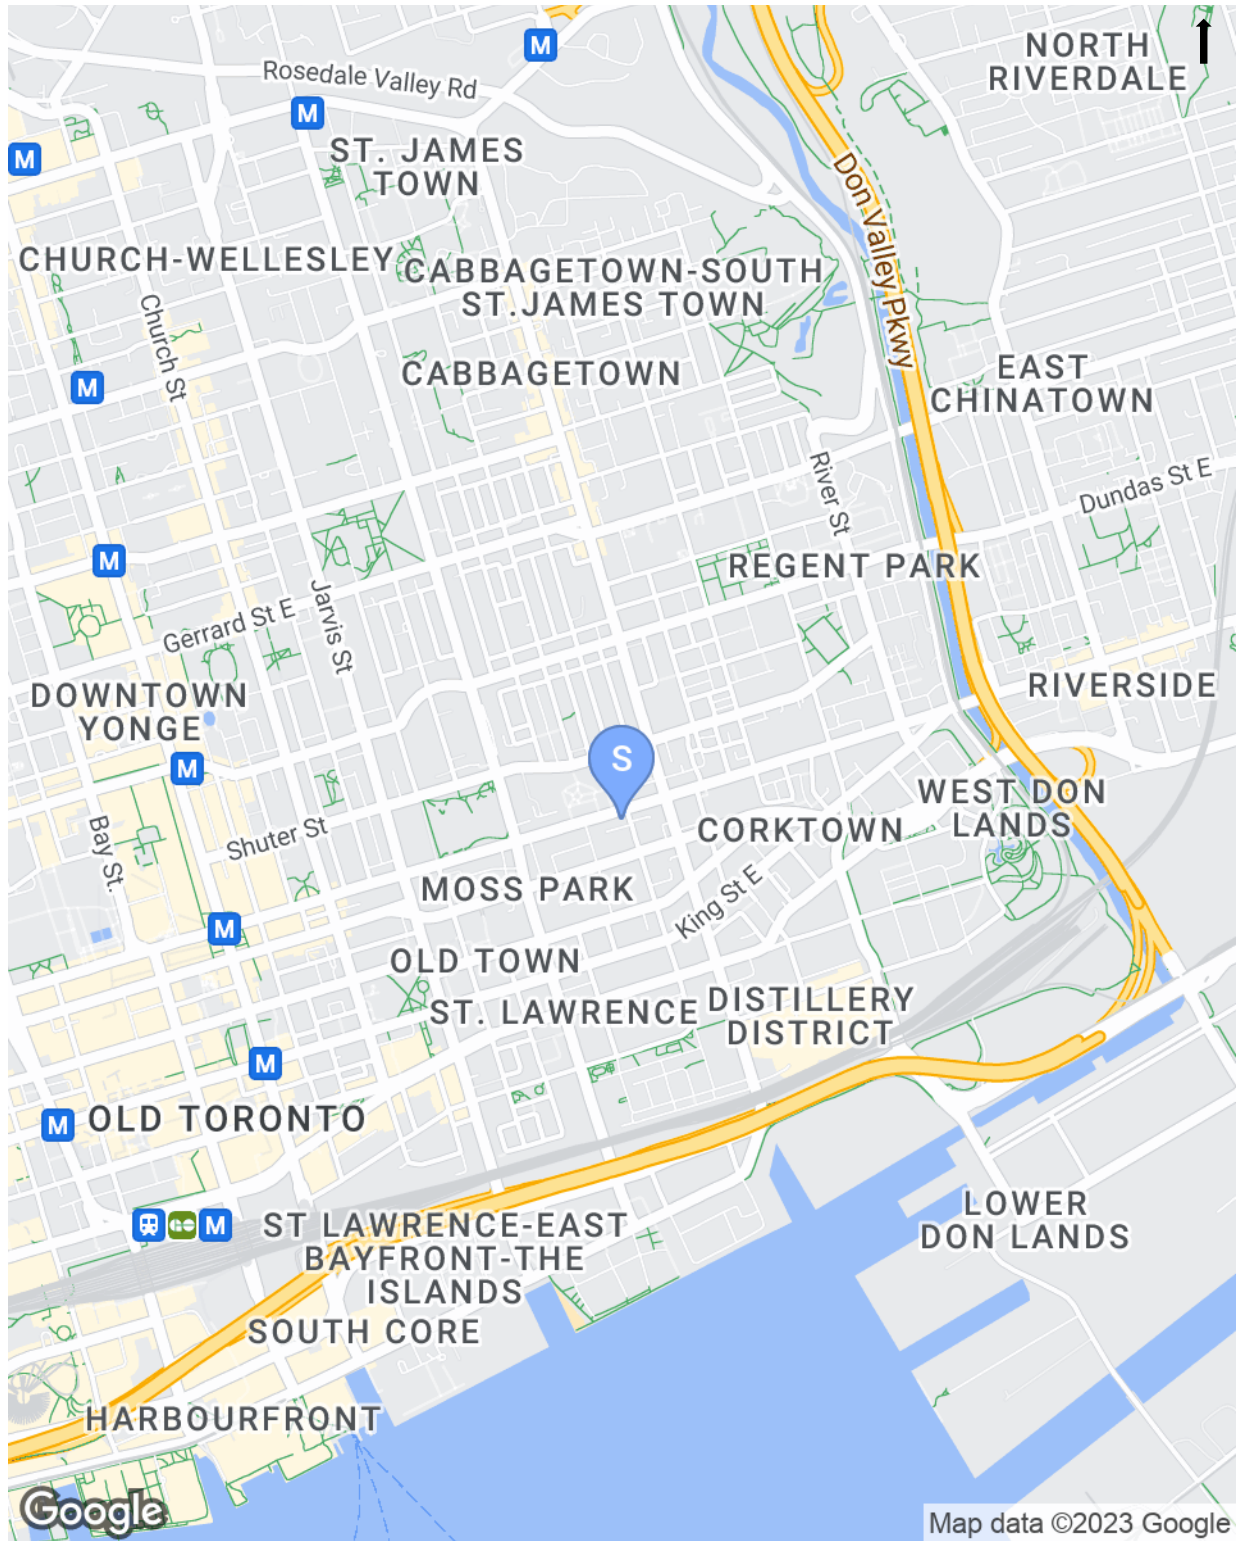 NORTH
RIVERDALE
M
Rosedale Valley Rd
M
M
ST. JAMES
TOWN
Don Valley Pkwy
CHURCH-WELLESLEY
CABBAGETOWN-SOUTH
ST.JAMES TOWN
Church St
M
CABBAGETOWN
EAST
CHINATOWN
River St
Dundas St E
M
REGENT PARK
Jarvis St
Gerrard St E
DOWNTOWN
YONGE
RIVERSIDE
M
S
WEST DON
LANDS
Bay St.
Shuter St
CORKTOWN
MOSS PARK
King St E
M
OLD TOWN
ST. LAWRENCE
DISTILLERY
DISTRICT
M
M
OLD TORONTO
M
LOWER
DON LANDS
ST LAWRENCE-EAST
BAYFRONT-THE
ISLANDS
SOUTH CORE
HARBOURFRONT
Google
Map data ©2023 Google